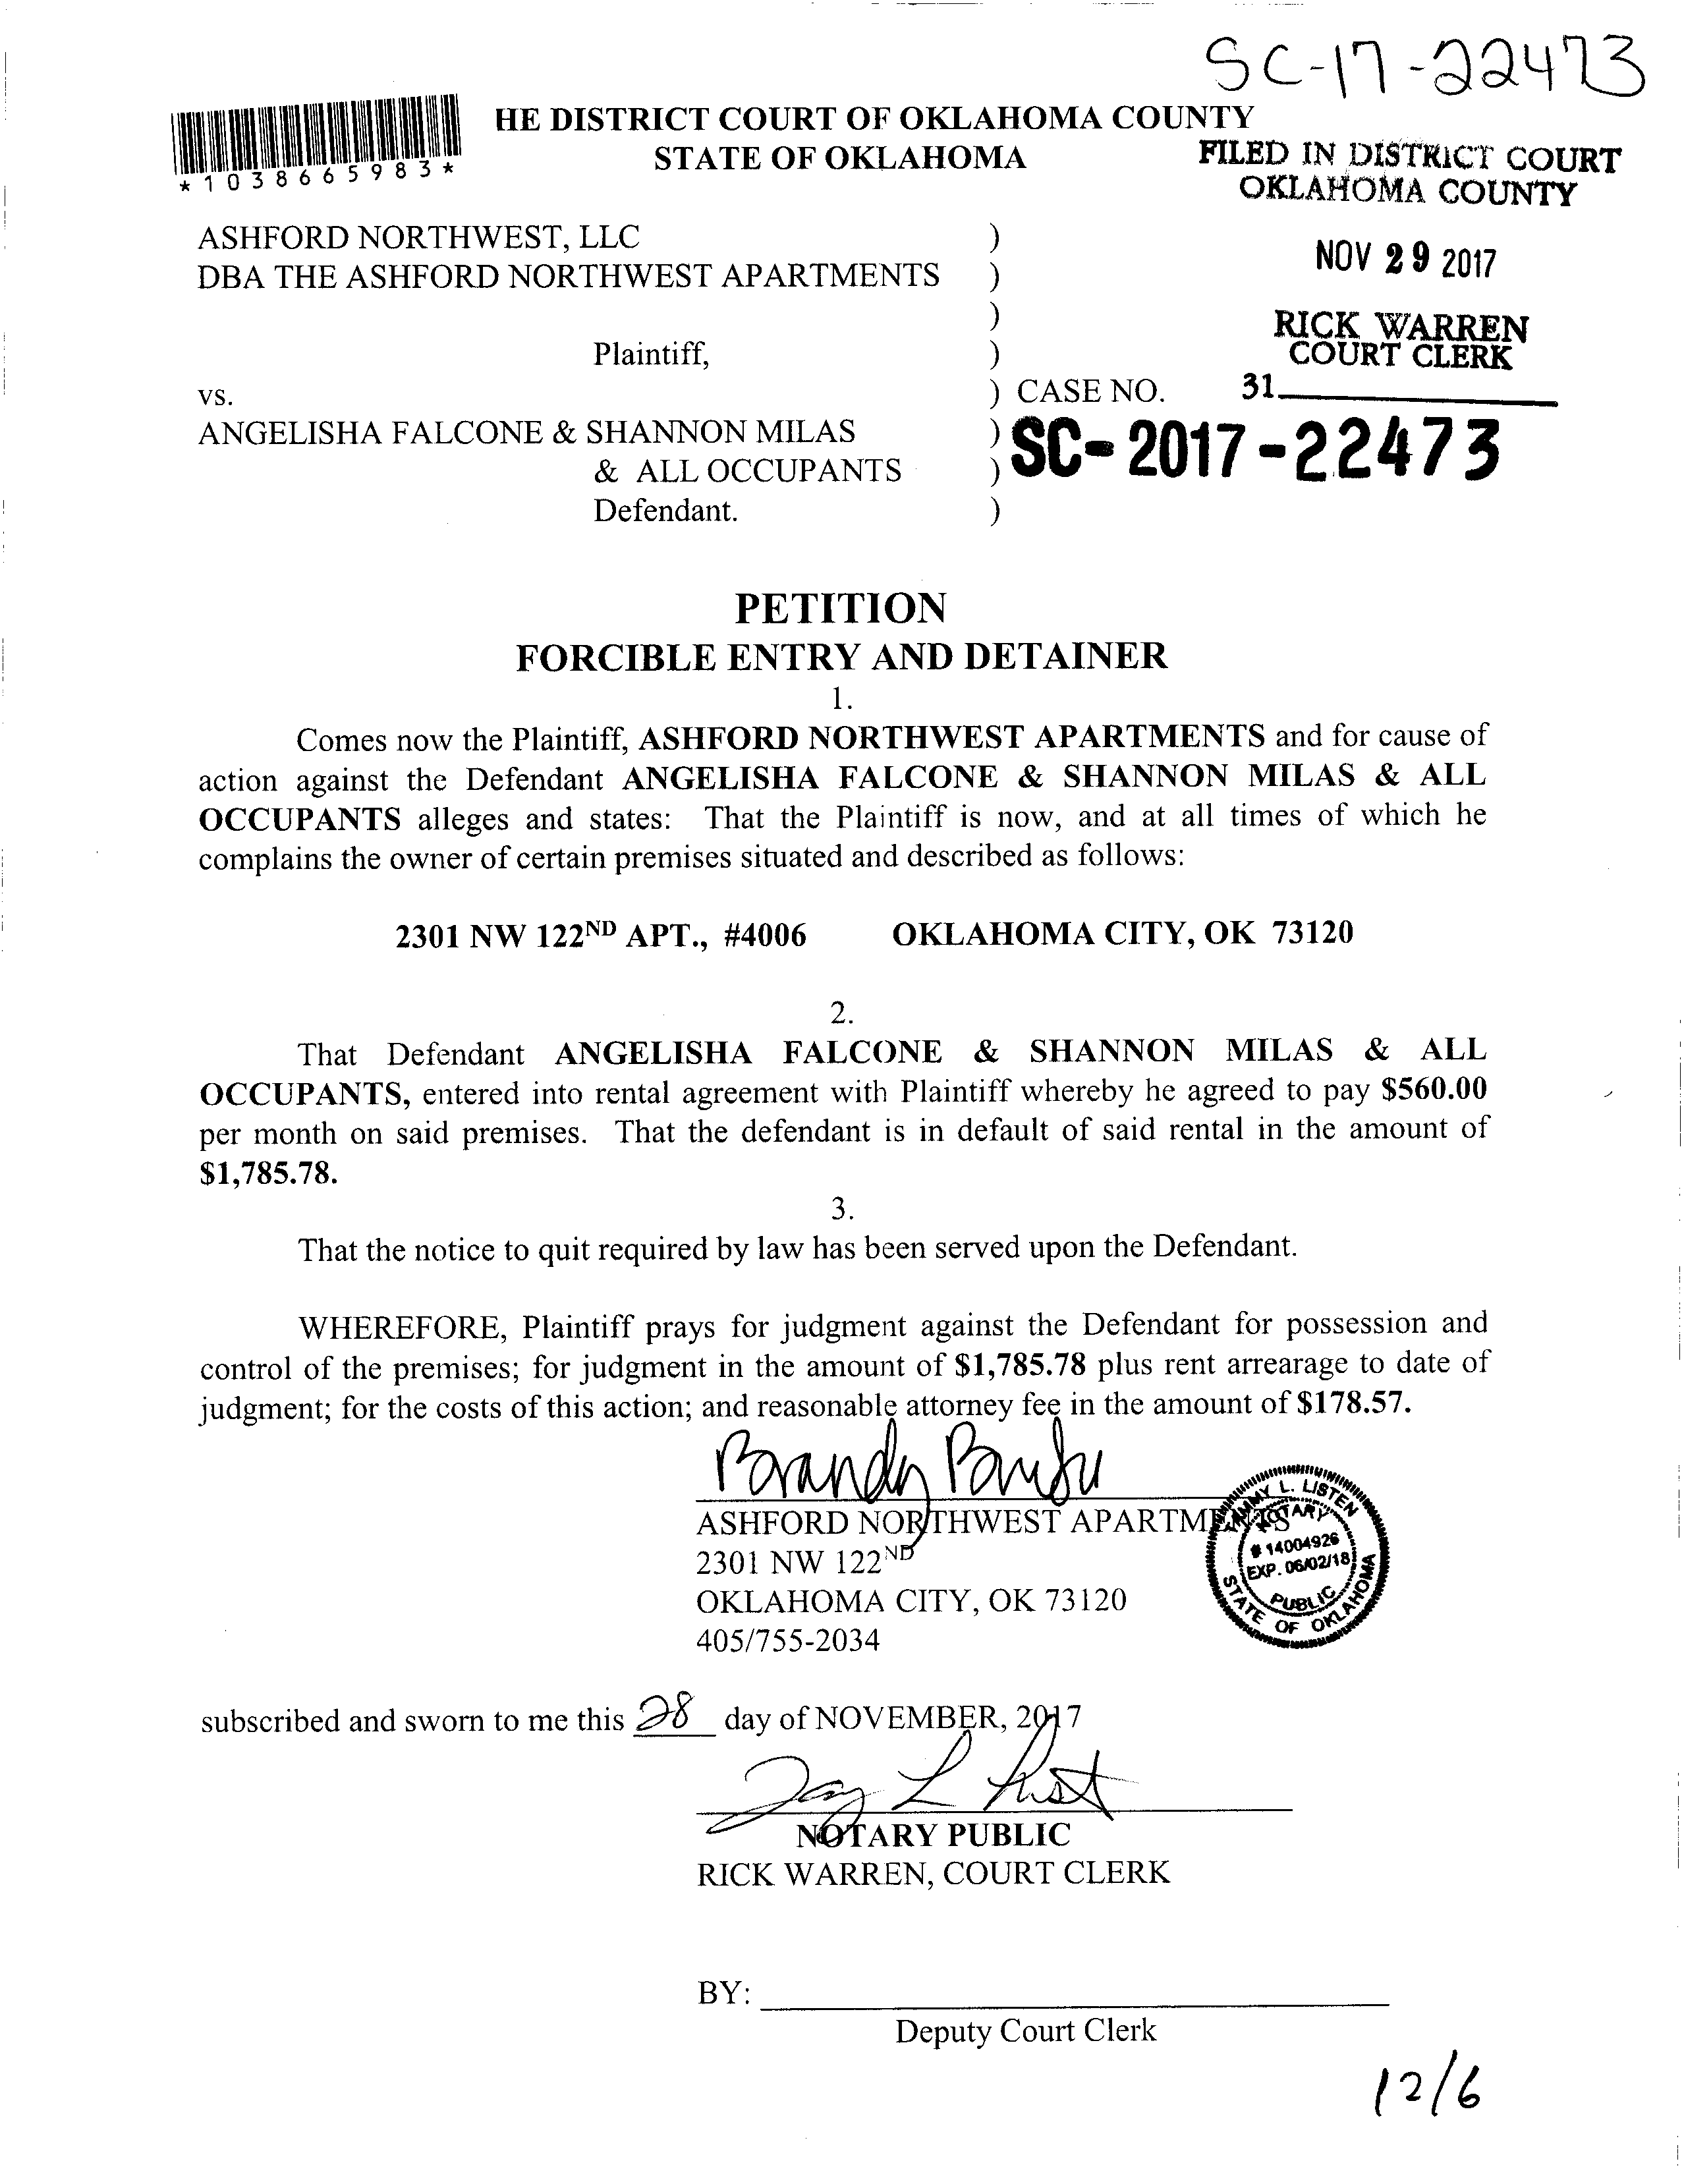 SC-17-22473
*1038665983*
HE DISTRICT COURT OF OKLAHOMA COUNTY
STATE OF OKLAHOMA
FILED IN DISTRICT COURT
OKLAHOMA COUNTY
NOV 29 2017
RICK WARREN
COURT CLERK
31
ASHFORD NORTHWEST, LLC )
DBA THE ASHFORD NORTHWEST APARTMENTS )
)
Plaintiff, )
vs. ) CASE NO.
ANGELISHA FALCONE & SHANNON MILAS ) SC-2017-22473
& ALL OCCUPANTS )
Defendant. )
PETITION
FORCIBLE ENTRY AND DETAINER
1.
Comes now the Plaintiff, ASHFORD NORTHWEST APARTMENTS and for cause of
action against the Defendant ANGELISHA FALCONE & SHANNON MILAS & ALL
OCCUPANTS alleges and states: That the Plaintiff is now, and at all times of which he
complains the owner of certain premises situated and described as follows:
2301 NW 122ND APT., #4006 OKLAHOMA CITY, OK 73120
2.
That Defendant ANGELISHA FALCONE & SHANNON MILAS & ALL
OCCUPANTS, entered into rental agreement with Plaintiff whereby he agreed to pay $560.00
per month on said premises. That the defendant is in default of said rental in the amount of
$1,785.78.
3.
That the notice to quit required by law has been served upon the Defendant.
WHEREFORE, Plaintiff prays for judgment against the Defendant for possession and
control of the premises; for judgment in the amount of $1,785.78 plus rent arrearage to date of
judgment; for the costs of this action; and reasonable attorney fee in the amount of $178.57.
Brandy
ASHFORD NORTHWEST APARTMENTS
2301 NW 122ND
OKLAHOMA CITY, OK 73120
405/755-2034
L. LISTEN
NOTARY
# 14004926
EXP. 06/02/18
PUBLIC
STATE OF OKLAHOMA
subscribed and sworn to me this 28 day of NOVEMBER, 2017
NOTARY PUBLIC
RICK WARREN, COURT CLERK
BY:
Deputy Court Clerk
12/6